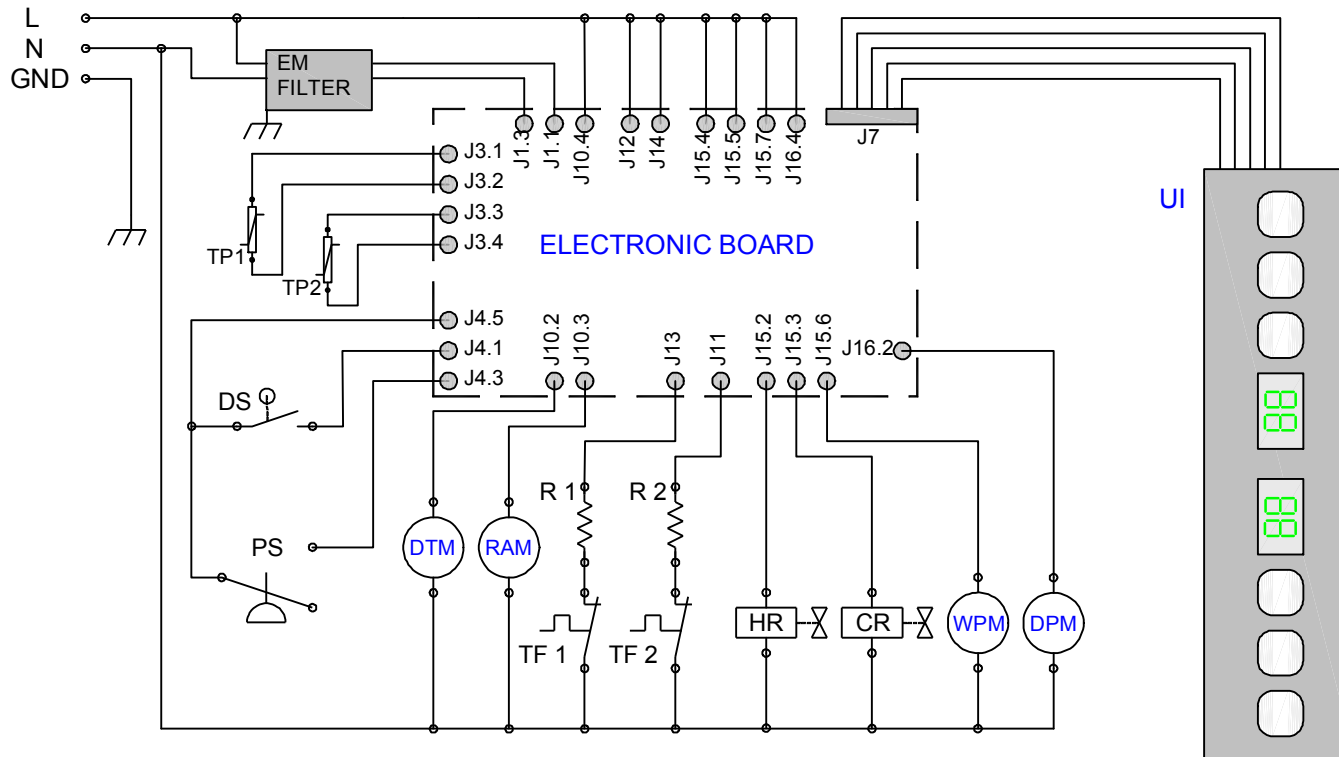 L
N
GND
EM
FILTER
J1.3
J1.1
J10.4
J12
J14
J15.4
J15.5
J15.7
J16.4
J7
J3.1
J3.2
J3.3
J3.4
TP1
TP2
ELECTRONIC BOARD
UI
J4.5
J4.1
J4.3
J10.2
J10.3
J13
J11
J15.2
J15.3
J15.6
J16.2
DS
88
88
PS
R 1
R 2
DTM
RAM
TF 1
TF 2
HR
CR
WPM
DPM